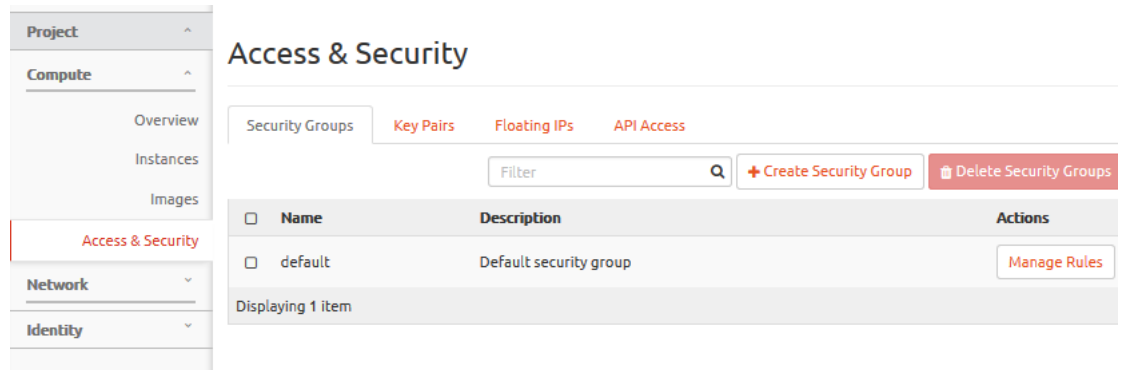 Project
Compute
Overview
Instances
Images
Access & Security
Network
Identity
Access & Security
Security Groups Key Pairs Floating IPs API Access
Filter + Create Security Group Delete Security Groups
Name Description Actions
default Default security group Manage Rules
Displaying 1 item